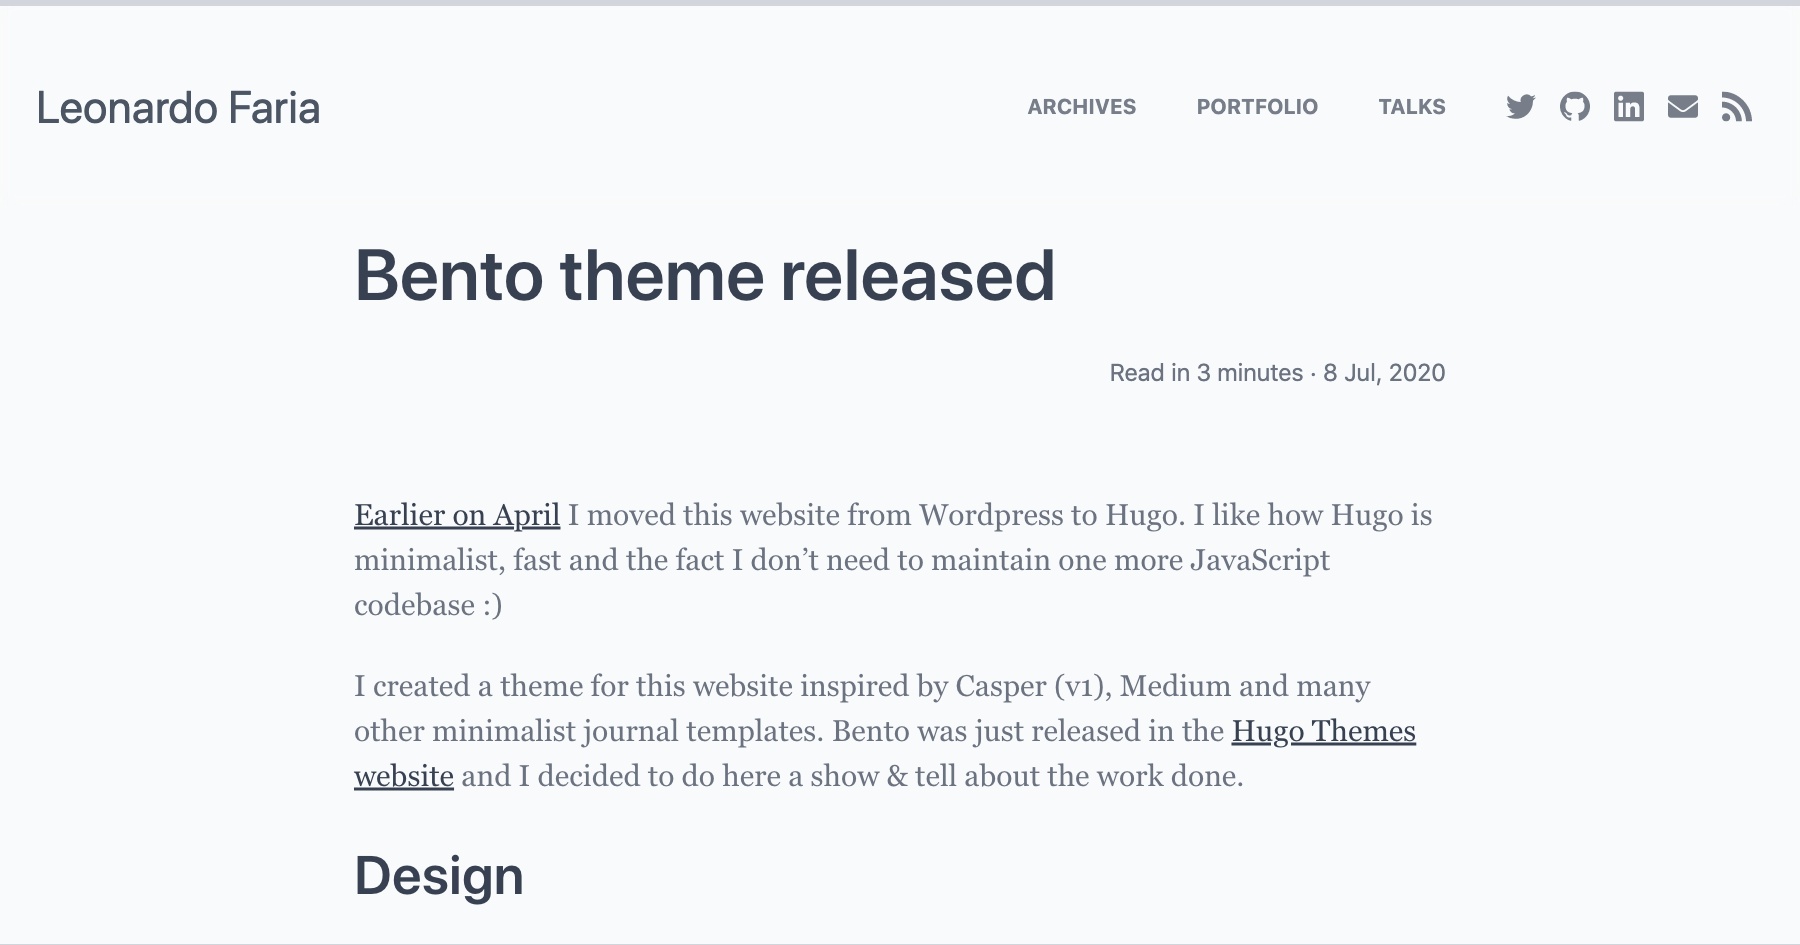 Leonardo Faria
ARCHIVES PORTFOLIO TALKS
Bento theme released
Read in 3 minutes · 8 Jul, 2020
Earlier on April I moved this website from Wordpress to Hugo. I like how Hugo is
minimalist, fast and the fact I don’t need to maintain one more JavaScript
codebase :)
I created a theme for this website inspired by Casper (v1), Medium and many
other minimalist journal templates. Bento was just released in the Hugo Themes
website and I decided to do here a show & tell about the work done.
Design